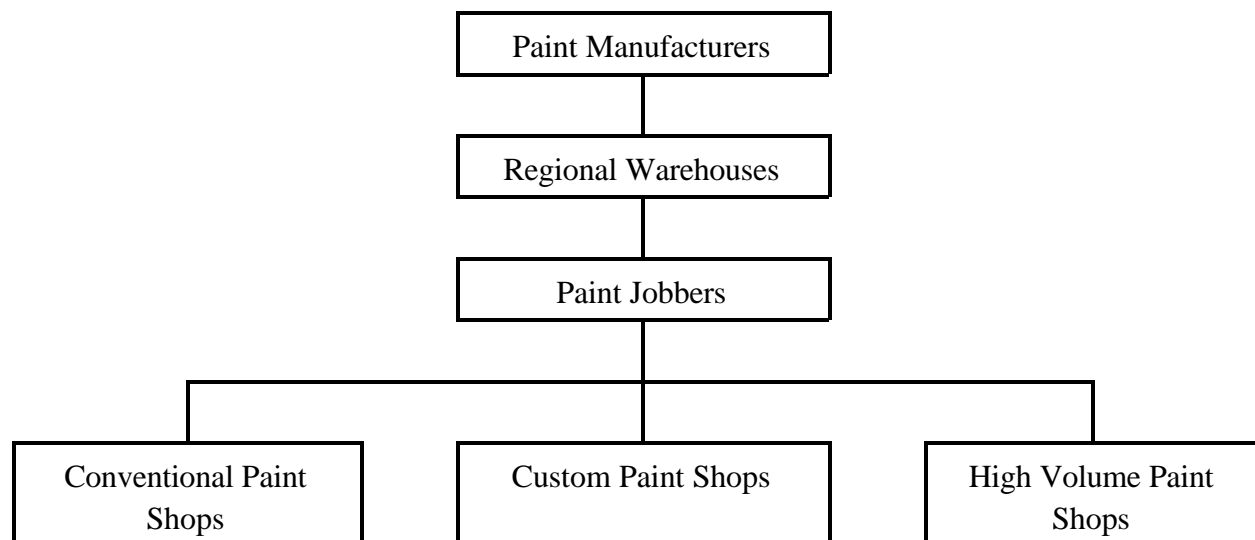 Paint Manufacturers
Regional Warehouses
Paint Jobbers
Conventional Paint
Shops
Custom Paint Shops
High Volume Paint
Shops